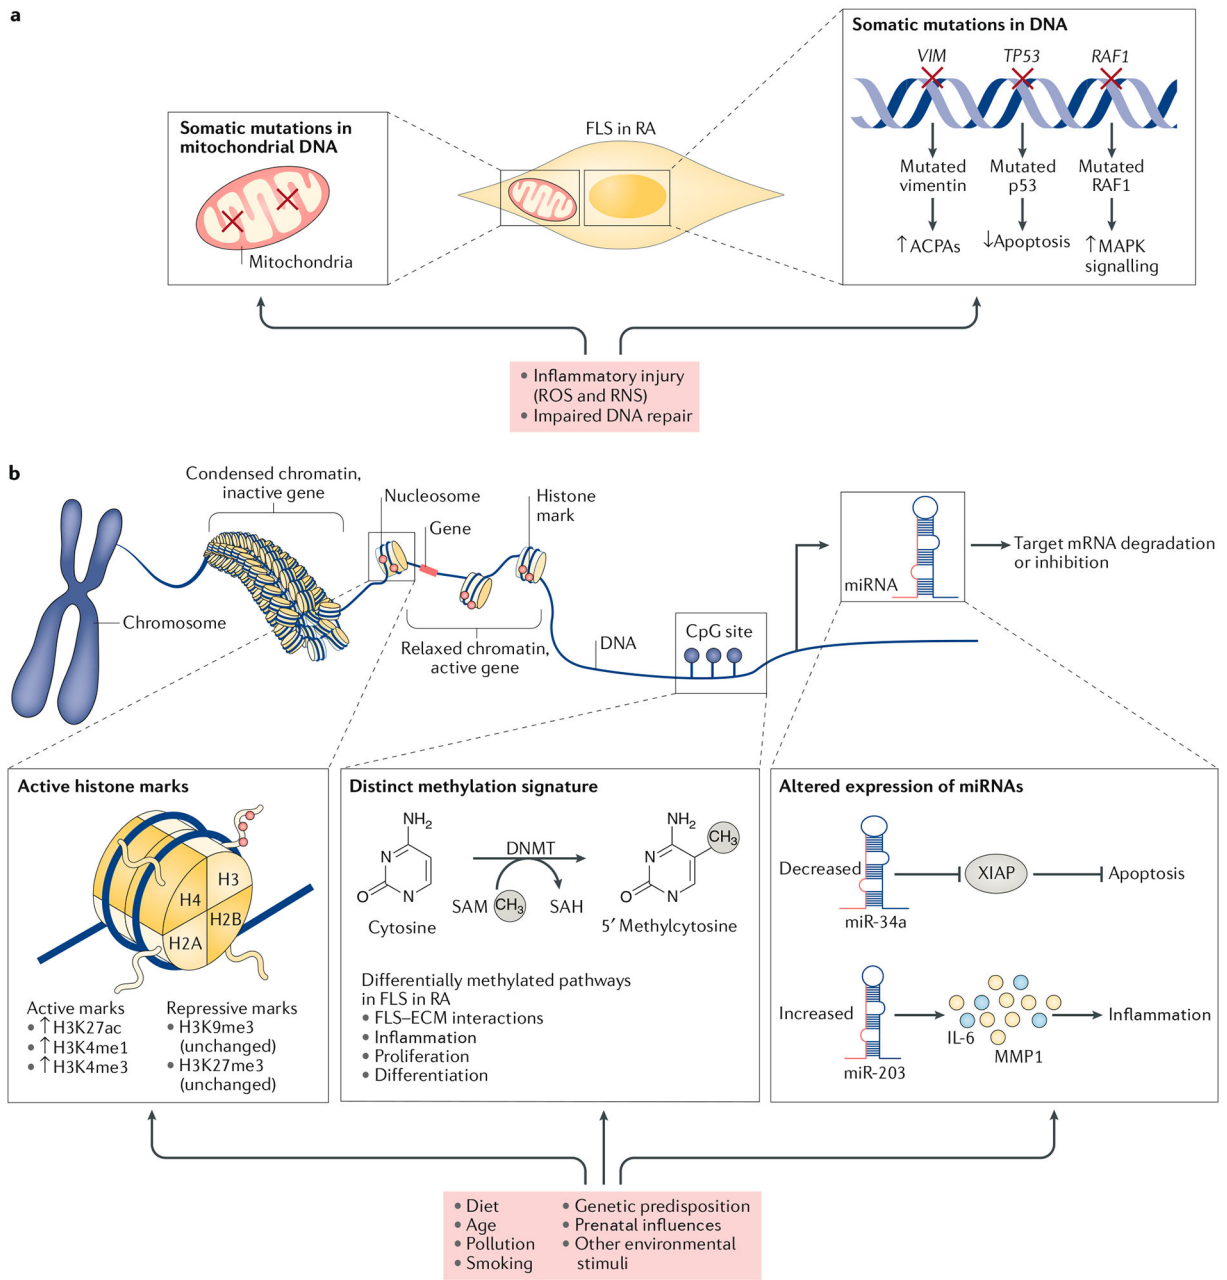 a
Somatic mutations in
mitochondrial DNA
Mitochondria
FLS in RA
Somatic mutations in DNA
VIM
TP53
RAF1
Mutated
vimentin
Mutated
p53
Mutated
RAF1
↑ACPAs
↓Apoptosis
↑MAPK
signalling
• Inflammatory injury
(ROS and RNS)
• Impaired DNA repair
b
Condensed chromatin,
inactive gene
Nucleosome
Gene
Histone
mark
Chromosome
Relaxed chromatin,
active gene
DNA
CpG site
miRNA
Target mRNA degradation
or inhibition
Active histone marks
H3
H4
H2B
H2A
Active marks
• ↑H3K27ac
• ↑H3K4me1
• ↑H3K4me3
Repressive marks
• H3K9me3
(unchanged)
• H3K27me3
(unchanged)
Distinct methylation signature
NH₂
N
O
N
Cytosine
DNMT
SAM
CH₃
SAH
NH₂
CH₃
N
O
N
5′ Methylcytosine
Differentially methylated pathways
in FLS in RA
• FLS–ECM interactions
• Inflammation
• Proliferation
• Differentiation
Altered expression of miRNAs
Decreased
miR-34a
XIAP
Apoptosis
Increased
miR-203
IL-6
MMP1
Inflammation
• Diet
• Age
• Pollution
• Smoking
• Genetic predisposition
• Prenatal influences
• Other environmental
stimuli